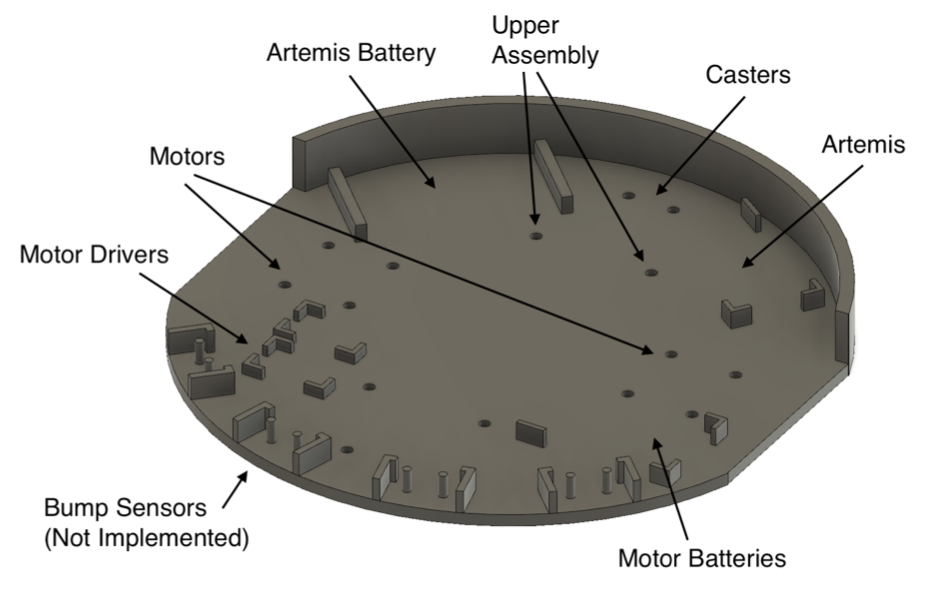 Upper
Assembly
Artemis Battery
Casters
Artemis
Motors
Motor Drivers
Bump Sensors
(Not Implemented)
Motor Batteries